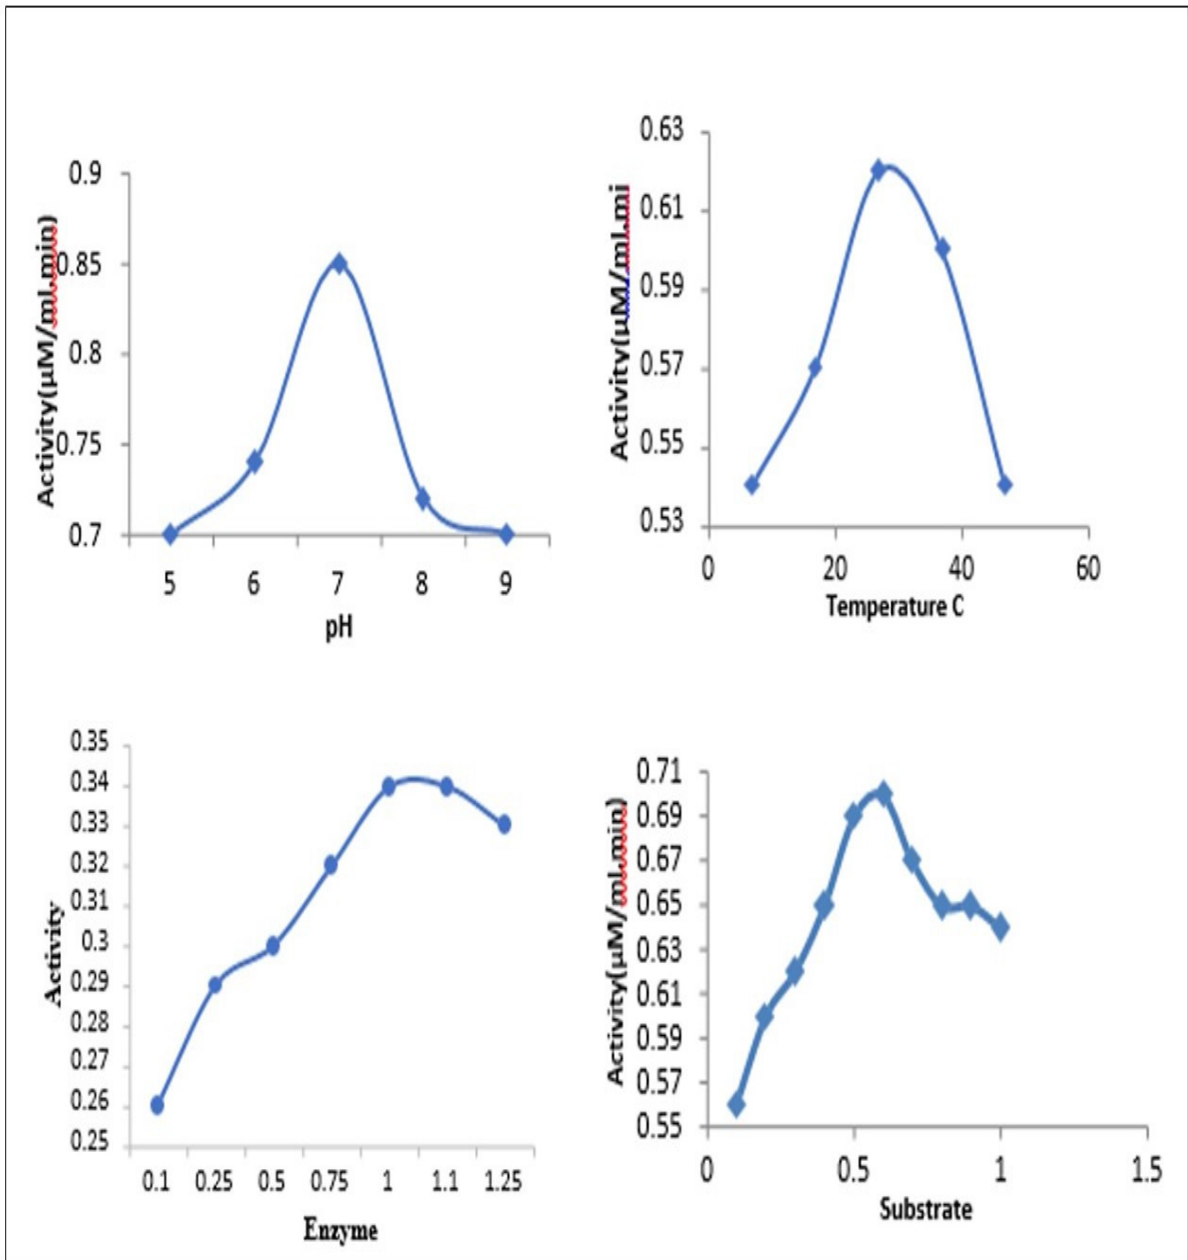 0.9
0.85
0.8
0.75
0.7
5 6 7 8 9
pH
Activity(µM/ml.min)
0.63
0.61
0.59
0.57
0.55
0.53
0 20 40 60
Temperature C
Activity(µM/ml.mi
0.35
0.34
0.33
0.32
0.31
0.3
0.29
0.28
0.27
0.26
0.25
0.1 0.25 0.5 0.75 1 1.1 1.25
Enzyme
Activity
0.71
0.69
0.67
0.65
0.63
0.61
0.59
0.57
0.55
0 0.5 1 1.5
Substrate
Activity(µM/ml.min)